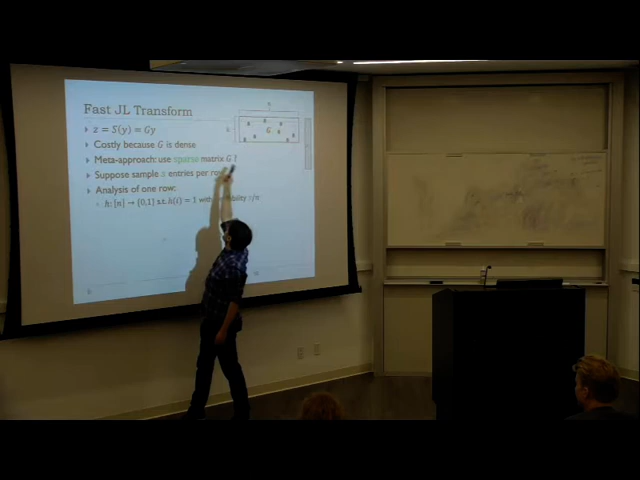 Fast JL Transform
z = S(y) = Gy
Costly because G is dense
Meta-approach: use sparse matrix G ?
Suppose sample s entries per row
Analysis of one row:
h: [n] → {0,1} s.t. h(i) = 1 with probability s/n
G